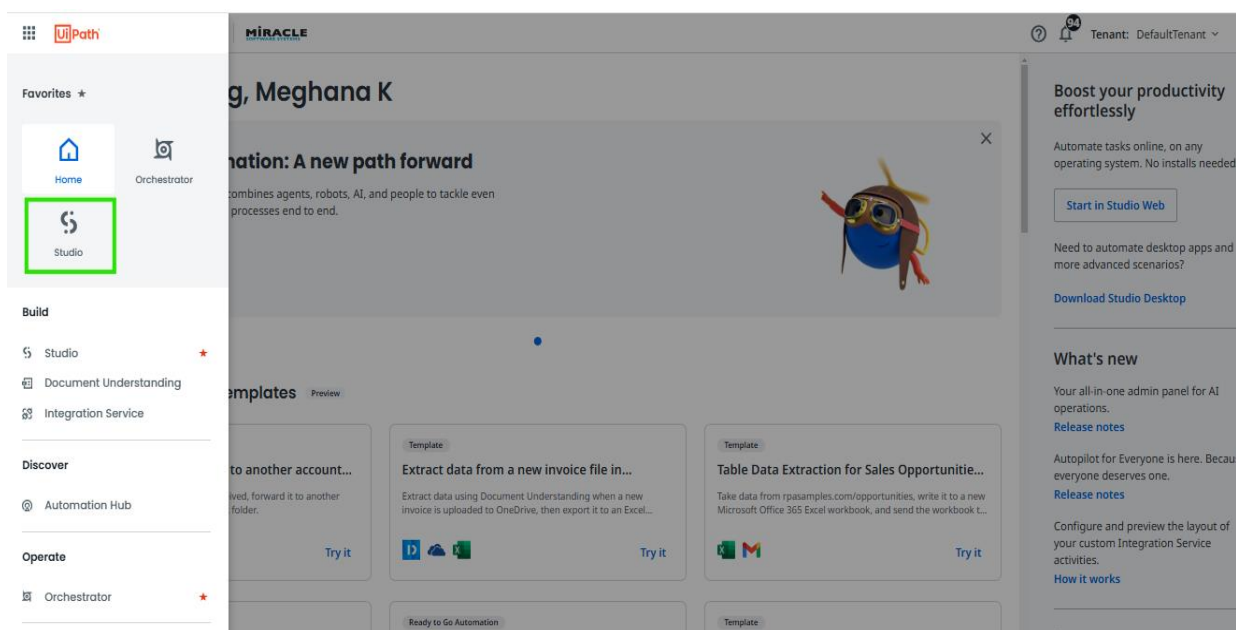 UiPath
MIRACLE
SOFTWARE SYSTEMS
94
Tenant: DefaultTenant
Favorites
Home
Orchestrator
Studio
Build
Studio
Document Understanding
Integration Service
Discover
Automation Hub
Operate
Orchestrator
g, Meghana K
nation: A new path forward
combines agents, robots, AI, and people to tackle even
processes end to end.
emplates Preview
to another account...
ived, forward it to another
folder.
Try it
Template
Extract data from a new invoice file in...
Extract data using Document Understanding when a new
invoice is uploaded to OneDrive, then export it to an Excel...
Try it
Template
Table Data Extraction for Sales Opportunitie...
Take data from rpasamples.com/opportunities, write it to a new
Microsoft Office 365 Excel workbook, and send the workbook t...
Try it
Ready to Go Automation
Template
Boost your productivity
effortlessly
Automate tasks online, on any
operating system. No installs needed
Start in Studio Web
Need to automate desktop apps and
more advanced scenarios?
Download Studio Desktop
What's new
Your all-in-one admin panel for AI
operations.
Release notes
Autopilot for Everyone is here. Becau
everyone deserves one.
Release notes
Configure and preview the layout of
your custom Integration Service
activities.
How it works